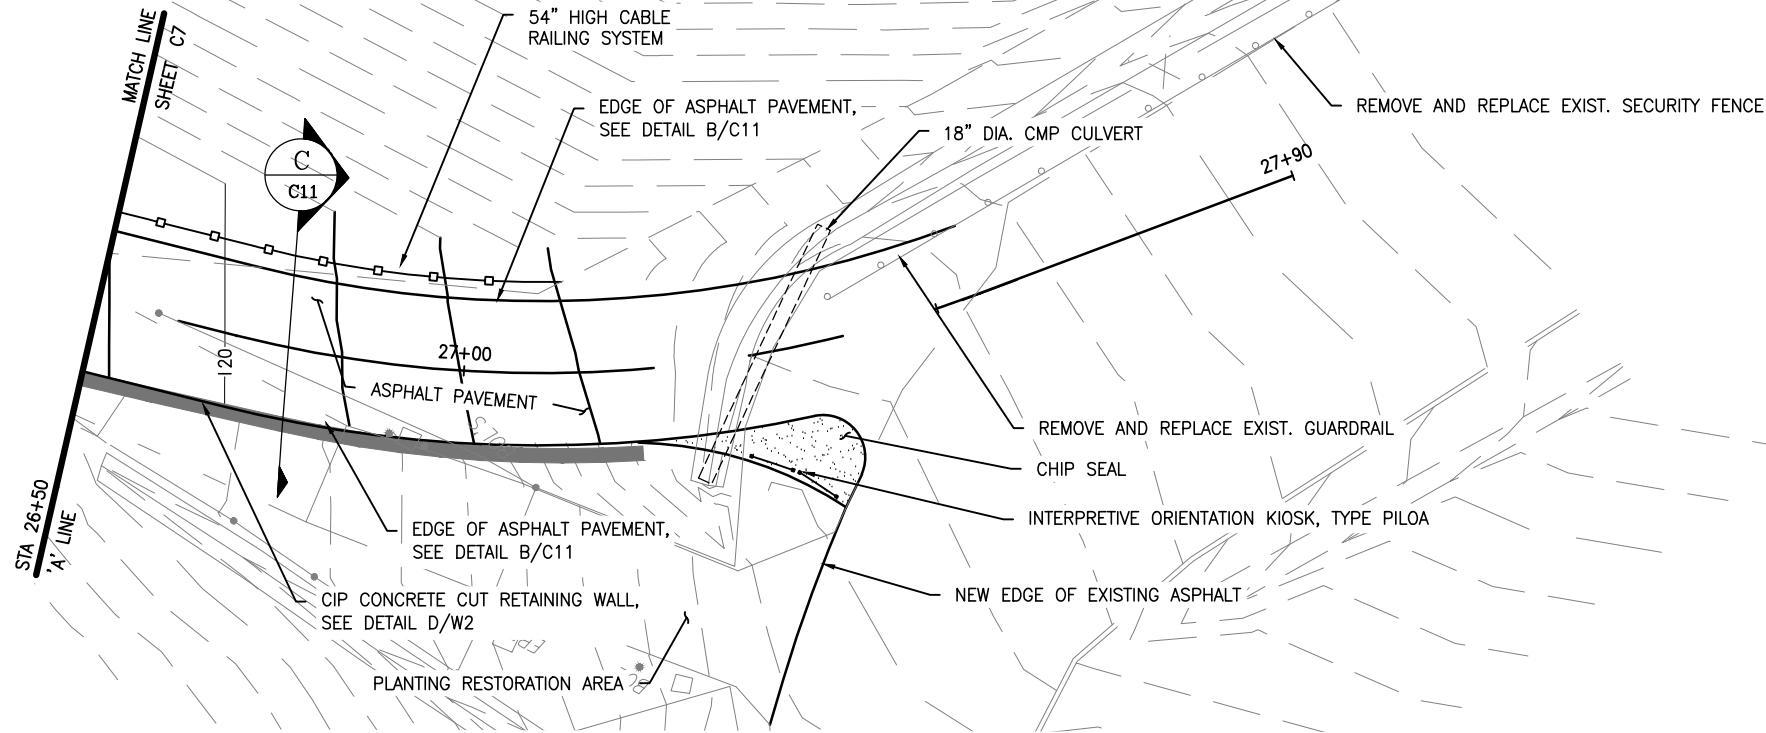 MATCH LINE
SHEET C7
54" HIGH CABLE
RAILING SYSTEM
EDGE OF ASPHALT PAVEMENT,
SEE DETAIL B/C11
18" DIA. CMP CULVERT
REMOVE AND REPLACE EXIST. SECURITY FENCE
27+90
C
C11
120
27+00
ASPHALT PAVEMENT
REMOVE AND REPLACE EXIST. GUARDRAIL
CHIP SEAL
INTERPRETIVE ORIENTATION KIOSK, TYPE PILOA
STA 26+50
'A' LINE
EDGE OF ASPHALT PAVEMENT,
SEE DETAIL B/C11
CIP CONCRETE CUT RETAINING WALL,
SEE DETAIL D/W2
NEW EDGE OF EXISTING ASPHALT
PLANTING RESTORATION AREA